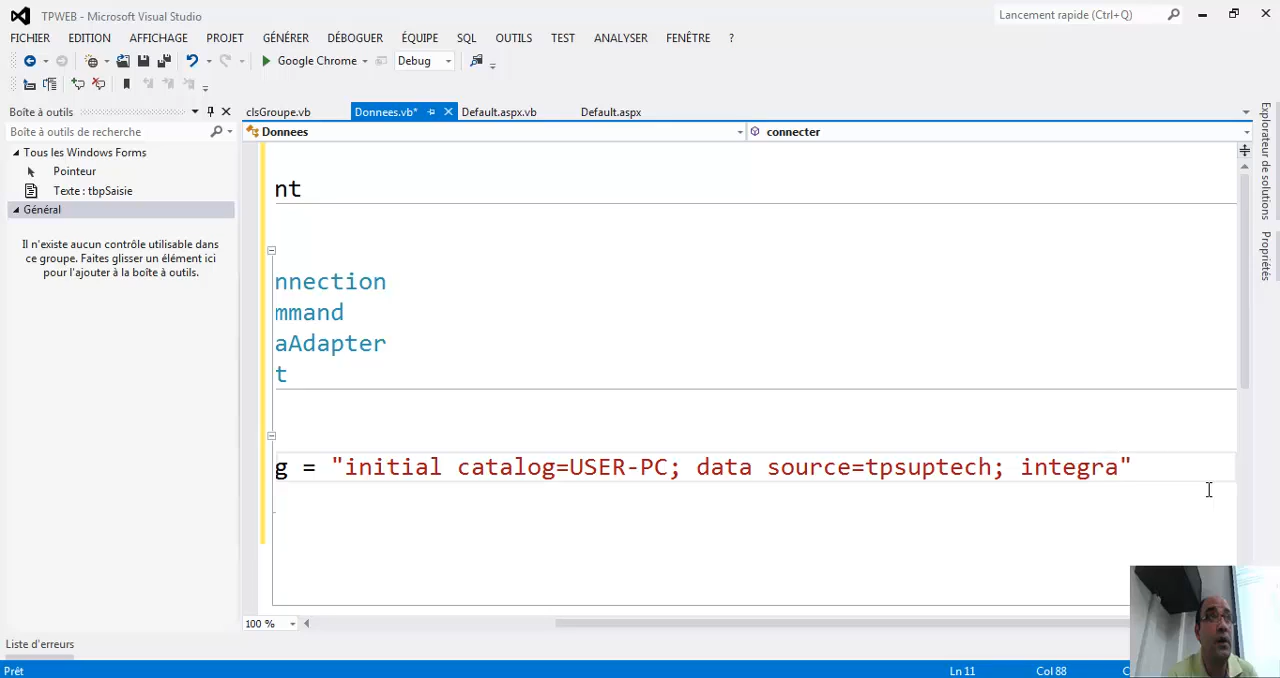 TPWEB - Microsoft Visual Studio
Lancement rapide (Ctrl+Q)
FICHIER EDITION AFFICHAGE PROJET GÉNÉRER DÉBOGUER ÉQUIPE SQL OUTILS TEST ANALYSER FENÊTRE ?
Google Chrome Debug
Boîte à outils
clsGroupe.vb Donnees.vb* Default.aspx.vb Default.aspx
Boîte à outils de recherche
Donnees connecter
Tous les Windows Forms
Pointeur
Texte : tbpSaisie
Général
Il n'existe aucun contrôle utilisable dans
ce groupe. Faites glisser un élément ici
pour l'ajouter à la boîte à outils.
nt
nnection
mmand
aAdapter
t
g = "initial catalog=USER-PC; data source=tpsuptech; integra"
Explorateur de solutions
Propriétés
100 %
Liste d'erreurs
Prêt Ln 11 Col 88 C